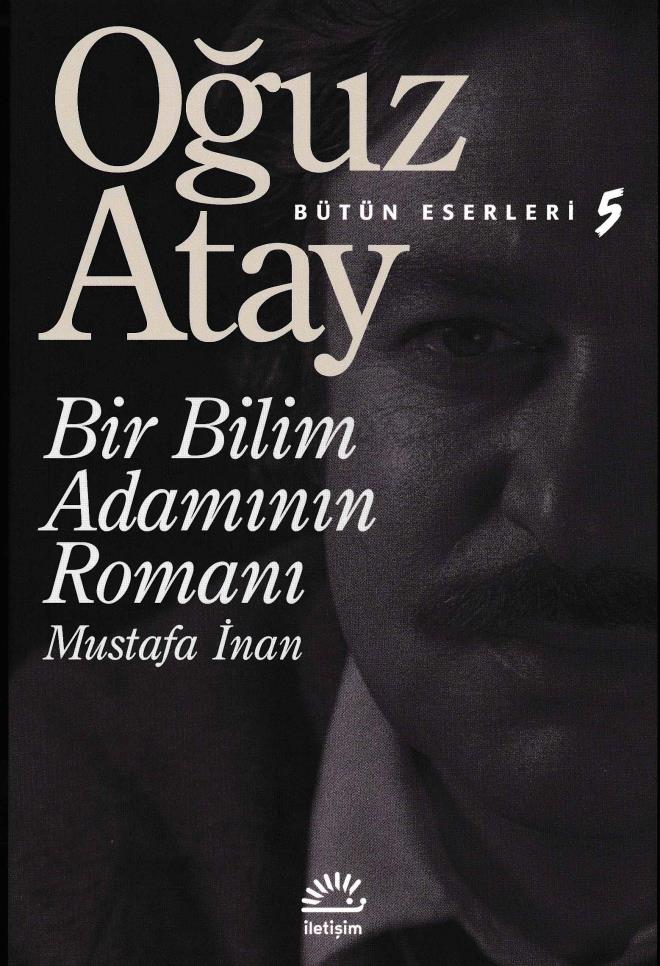 Oğuz
BÜTÜN ESERLERİ 5
Atay
Bir Bilim
Adamının
Romanı
Mustafa İnan
iletişim